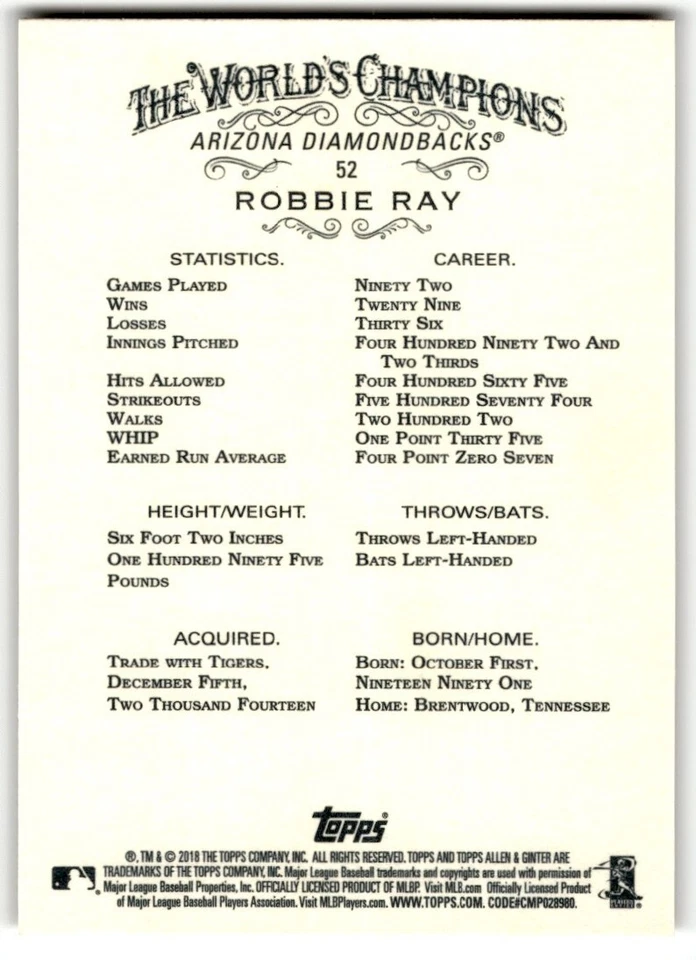 THE WORLD'S CHAMPIONS
ARIZONA DIAMONDBACKS®
52
ROBBIE RAY
STATISTICS. CAREER.
GAMES PLAYED NINETY TWO
WINS TWENTY NINE
LOSSES THIRTY SIX
INNINGS PITCHED FOUR HUNDRED NINETY TWO AND
TWO THIRDS
HITS ALLOWED FOUR HUNDRED SIXTY FIVE
STRIKEOUTS FIVE HUNDRED SEVENTY FOUR
WALKS TWO HUNDRED TWO
WHIP ONE POINT THIRTY FIVE
EARNED RUN AVERAGE FOUR POINT ZERO SEVEN
HEIGHT/WEIGHT. THROWS/BATS.
SIX FOOT TWO INCHES THROWS LEFT-HANDED
ONE HUNDRED NINETY FIVE BATS LEFT-HANDED
POUNDS
ACQUIRED. BORN/HOME.
TRADE WITH TIGERS, BORN: OCTOBER FIRST,
DECEMBER FIFTH, NINETEEN NINETY ONE
TWO THOUSAND FOURTEEN HOME: BRENTWOOD, TENNESSEE
topps®
®, TM & © 2018 THE TOPPS COMPANY, INC. ALL RIGHTS RESERVED. TOPPS AND TOPPS ALLEN & GINTER ARE
TRADEMARKS OF THE TOPPS COMPANY, INC. Major League Baseball trademarks and copyrights are used with permission of
Major League Baseball Properties, Inc. OFFICIALLY LICENSED PRODUCT OF MLBP. Visit MLB.com Officially Licensed Product
of Major League Baseball Players Association. Visit MLBPlayers.com. WWW.TOPPS.COM. CODE#CMP028980.